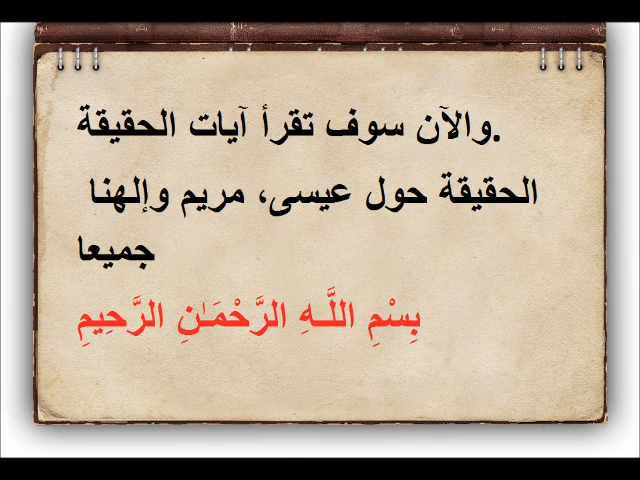 والآن سوف تقرأ آيات الحقيقة.
الحقيقة حول عيسى، مريم وإلهنا
جميعا
بِسْمِ اللَّـهِ الرَّحْمَـٰنِ الرَّحِيمِ